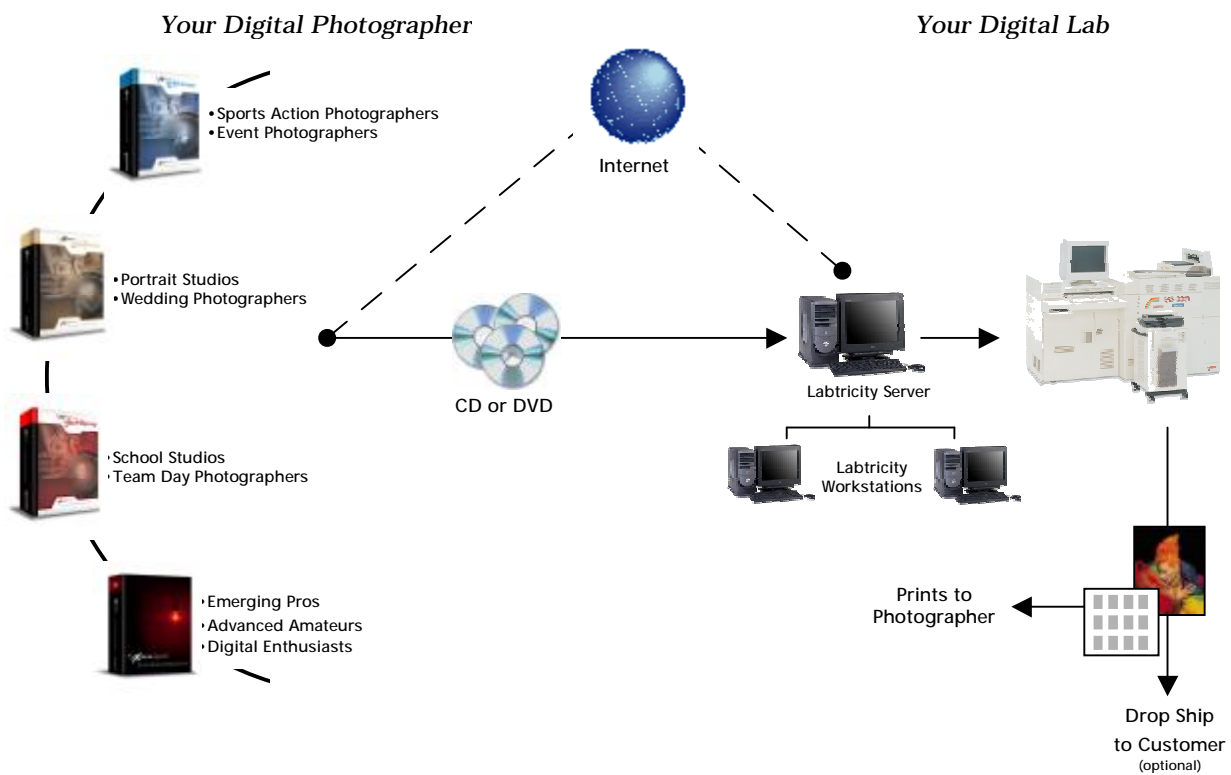 Your Digital Photographer
Your Digital Lab
•Sports Action Photographers
•Event Photographers
Internet
•Portrait Studios
•Wedding Photographers
CD or DVD
Labtricity Server
•School Studios
•Team Day Photographers
Labtricity
Workstations
•Emerging Pros
•Advanced Amateurs
•Digital Enthusiasts
Prints to
Photographer
Drop Ship
to Customer
(optional)